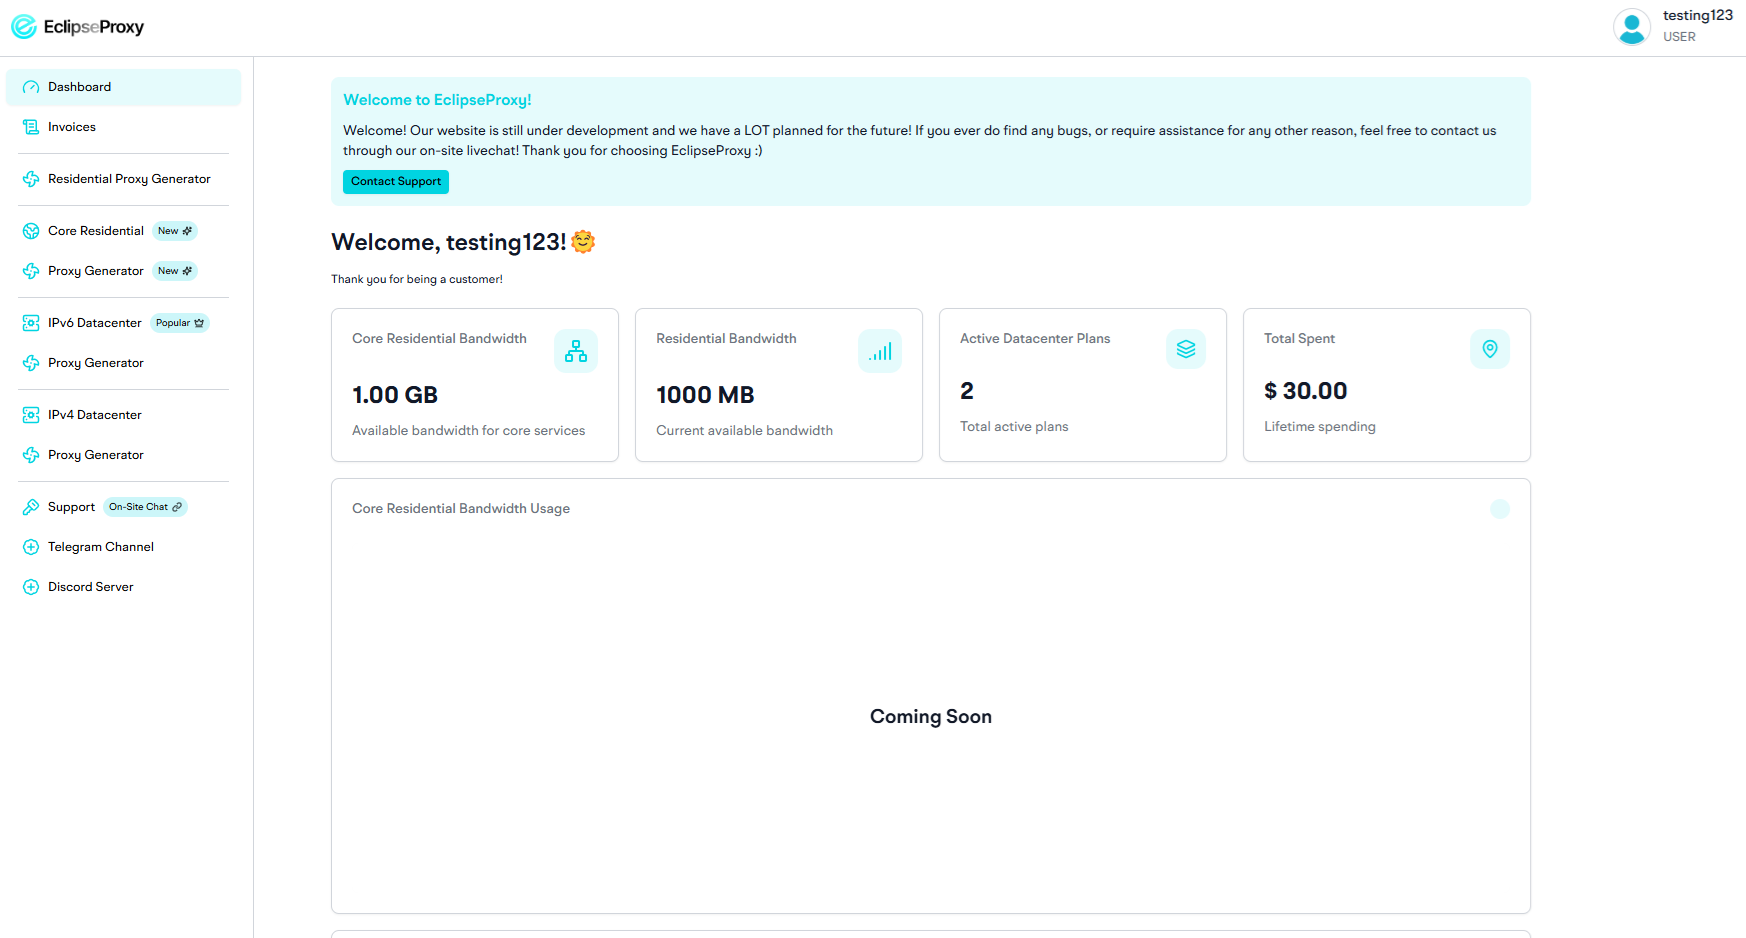 EclipseProxy
testing123
USER
Dashboard
Invoices
Residential Proxy Generator
Core Residential New
Proxy Generator New
IPv6 Datacenter Popular
Proxy Generator
IPv4 Datacenter
Proxy Generator
Support On-Site Chat
Telegram Channel
Discord Server
Welcome to EclipseProxy!
Welcome! Our website is still under development and we have a LOT planned for the future! If you ever do find any bugs, or require assistance for any other reason, feel free to contact us
through our on-site livechat! Thank you for choosing EclipseProxy :)
Contact Support
Welcome, testing123!
Thank you for being a customer!
Core Residential Bandwidth
1.00 GB
Available bandwidth for core services
Residential Bandwidth
1000 MB
Current available bandwidth
Active Datacenter Plans
2
Total active plans
Total Spent
$ 30.00
Lifetime spending
Core Residential Bandwidth Usage
Coming Soon